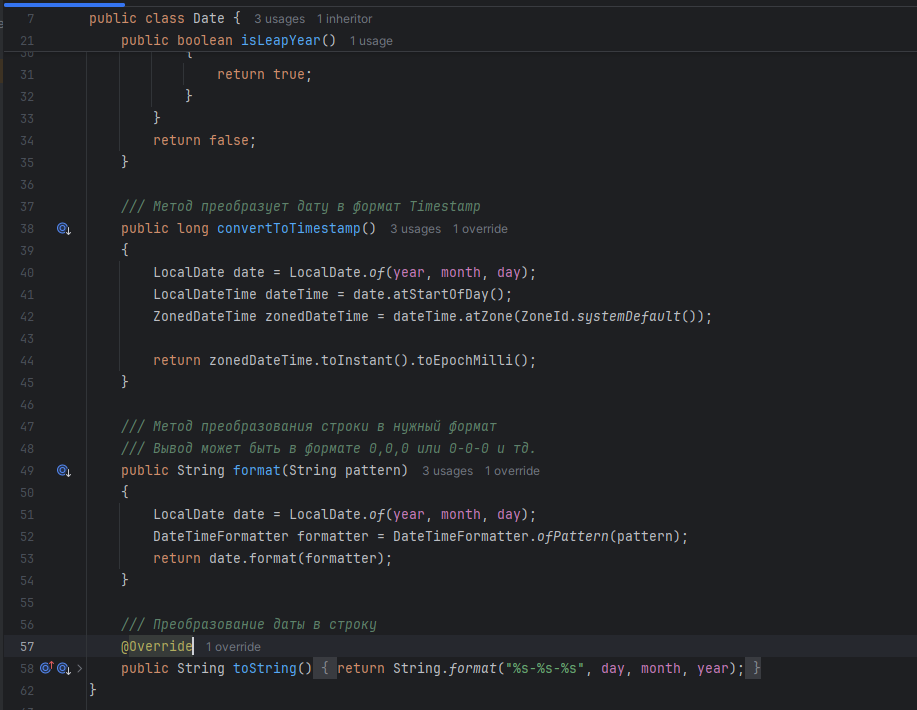 7 public class Date { 3 usages 1 inheritor
21 public boolean isLeapYear() 1 usage
30 {
31 return true;
32 }
33 }
34 return false;
35 }
36
37 /// Метод преобразует дату в формат Timestamp
38 public long convertToTimestamp() 3 usages 1 override
39 {
40 LocalDate date = LocalDate.of(year, month, day);
41 LocalDateTime dateTime = date.atStartOfDay();
42 ZonedDateTime zonedDateTime = dateTime.atZone(ZoneId.systemDefault());
43
44 return zonedDateTime.toInstant().toEpochMilli();
45 }
46
47 /// Метод преобразования строки в нужный формат
48 /// Вывод может быть в формате 0,0,0 или 0-0-0 и тд.
49 public String format(String pattern) 3 usages 1 override
50 {
51 LocalDate date = LocalDate.of(year, month, day);
52 DateTimeFormatter formatter = DateTimeFormatter.ofPattern(pattern);
53 return date.format(formatter);
54 }
55
56 /// Преобразование даты в строку
57 @Override 1 override
58 public String toString() { return String.format("%s-%s-%s", day, month, year); }
62 }